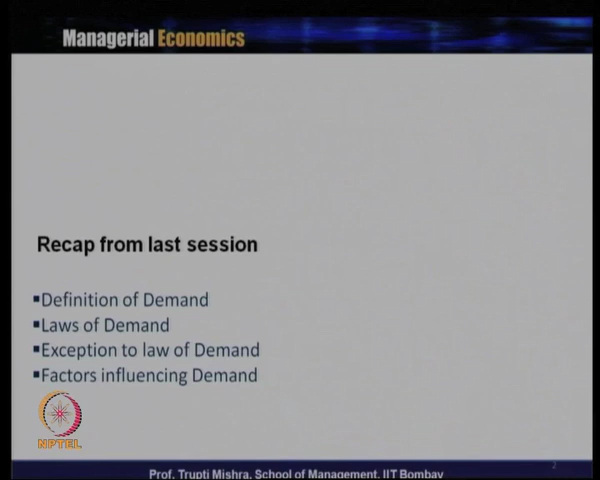 Managerial Economics
Recap from last session
▪Definition of Demand
▪Laws of Demand
▪Exception to law of Demand
▪Factors influencing Demand
NPTEL
Prof. Trupti Mishra, School of Management, IIT Bombay
2